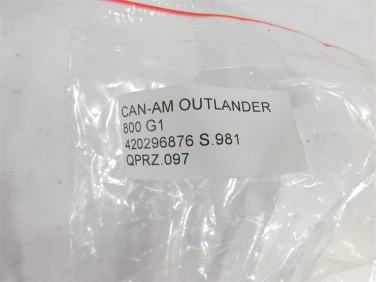 CAN-AM OUTLANDER
800 G1
420296876 S.981
QPRZ.097